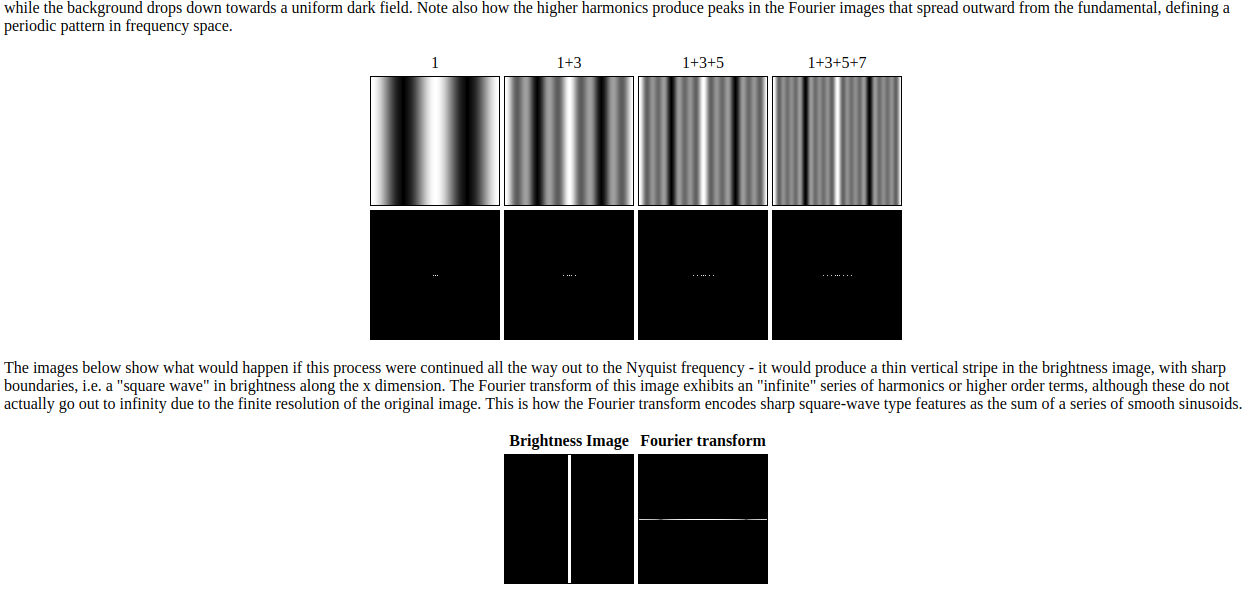 while the background drops down towards a uniform dark field. Note also how the higher harmonics produce peaks in the Fourier images that spread outward from the fundamental, defining a
periodic pattern in frequency space.
1 1+3 1+3+5 1+3+5+7
The images below show what would happen if this process were continued all the way out to the Nyquist frequency - it would produce a thin vertical stripe in the brightness image, with sharp
boundaries, i.e. a "square wave" in brightness along the x dimension. The Fourier transform of this image exhibits an "infinite" series of harmonics or higher order terms, although these do not
actually go out to infinity due to the finite resolution of the original image. This is how the Fourier transform encodes sharp square-wave type features as the sum of a series of smooth sinusoids.
Brightness Image Fourier transform